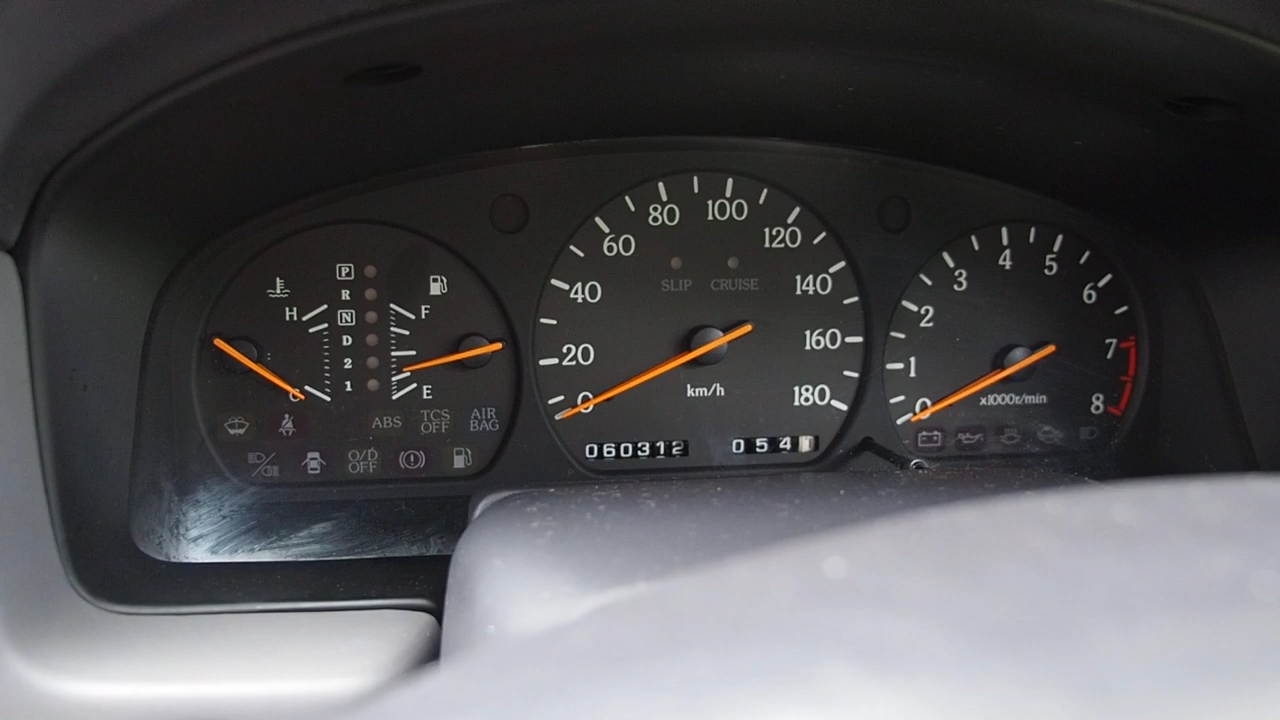 P
R
N
D
2
1
H
C
F
E
ABS
TCS
OFF
AIR
BAG
O/D
OFF
0
20
40
60
80
100
120
140
160
180
SLIP
CRUISE
km/h
060312
054
0
1
2
3
4
5
6
7
8
x1000r/min